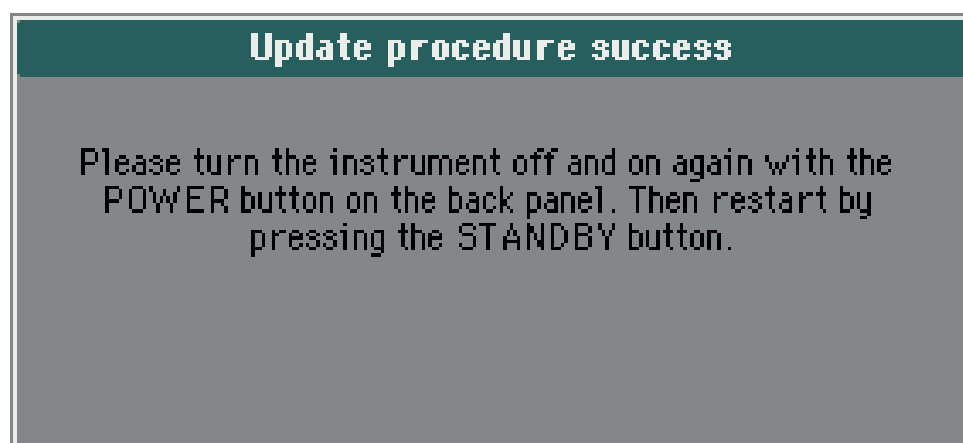 Update procedure success
Please turn the instrument off and on again with the
POWER button on the back panel. Then restart by
pressing the STANDBY button.